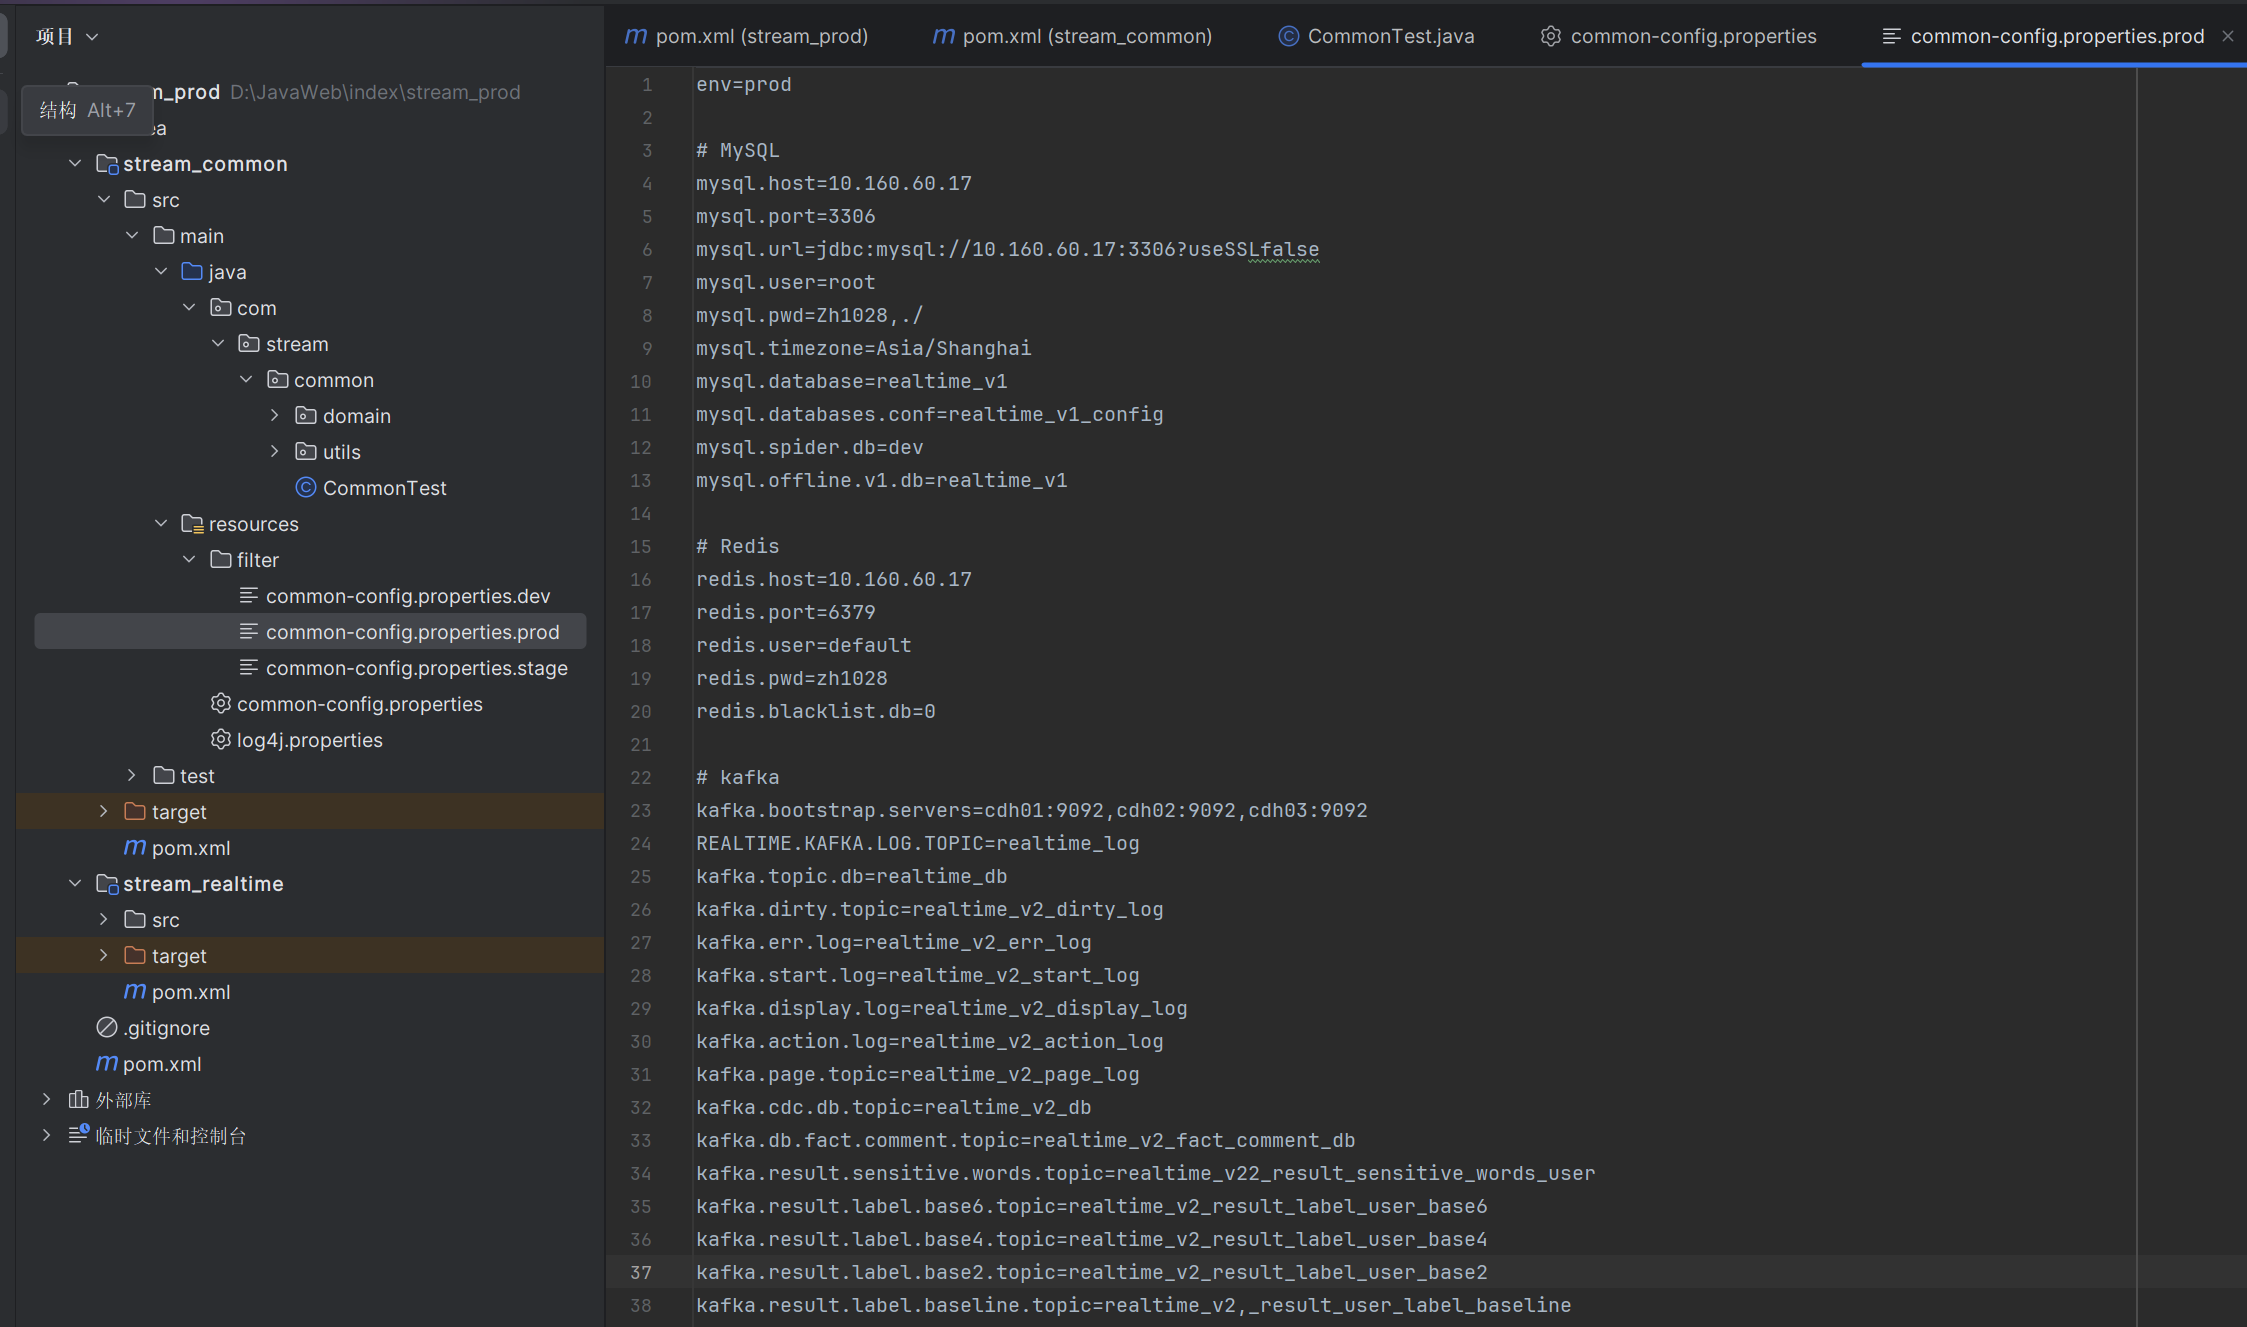 项目
m_prod D:\JavaWeb\index\stream_prod
结构 Alt+7
ea
stream_common
src
main
java
com
stream
common
domain
utils
CommonTest
resources
filter
common-config.properties.dev
common-config.properties.prod
common-config.properties.stage
common-config.properties
log4j.properties
test
target
pom.xml
stream_realtime
src
target
pom.xml
.gitignore
pom.xml
外部库
临时文件和控制台
pom.xml (stream_prod)
pom.xml (stream_common)
CommonTest.java
common-config.properties
common-config.properties.prod
1 env=prod
2
3 # MySQL
4 mysql.host=10.160.60.17
5 mysql.port=3306
6 mysql.url=jdbc:mysql://10.160.60.17:3306?useSSLfalse
7 mysql.user=root
8 mysql.pwd=Zh1028,./
9 mysql.timezone=Asia/Shanghai
10 mysql.database=realtime_v1
11 mysql.databases.conf=realtime_v1_config
12 mysql.spider.db=dev
13 mysql.offline.v1.db=realtime_v1
14
15 # Redis
16 redis.host=10.160.60.17
17 redis.port=6379
18 redis.user=default
19 redis.pwd=zh1028
20 redis.blacklist.db=0
21
22 # kafka
23 kafka.bootstrap.servers=cdh01:9092,cdh02:9092,cdh03:9092
24 REALTIME.KAFKA.LOG.TOPIC=realtime_log
25 kafka.topic.db=realtime_db
26 kafka.dirty.topic=realtime_v2_dirty_log
27 kafka.err.log=realtime_v2_err_log
28 kafka.start.log=realtime_v2_start_log
29 kafka.display.log=realtime_v2_display_log
30 kafka.action.log=realtime_v2_action_log
31 kafka.page.topic=realtime_v2_page_log
32 kafka.cdc.db.topic=realtime_v2_db
33 kafka.db.fact.comment.topic=realtime_v2_fact_comment_db
34 kafka.result.sensitive.words.topic=realtime_v22_result_sensitive_words_user
35 kafka.result.label.base6.topic=realtime_v2_result_label_user_base6
36 kafka.result.label.base4.topic=realtime_v2_result_label_user_base4
37 kafka.result.label.base2.topic=realtime_v2_result_label_user_base2
38 kafka.result.label.baseline.topic=realtime_v2,_result_user_label_baseline